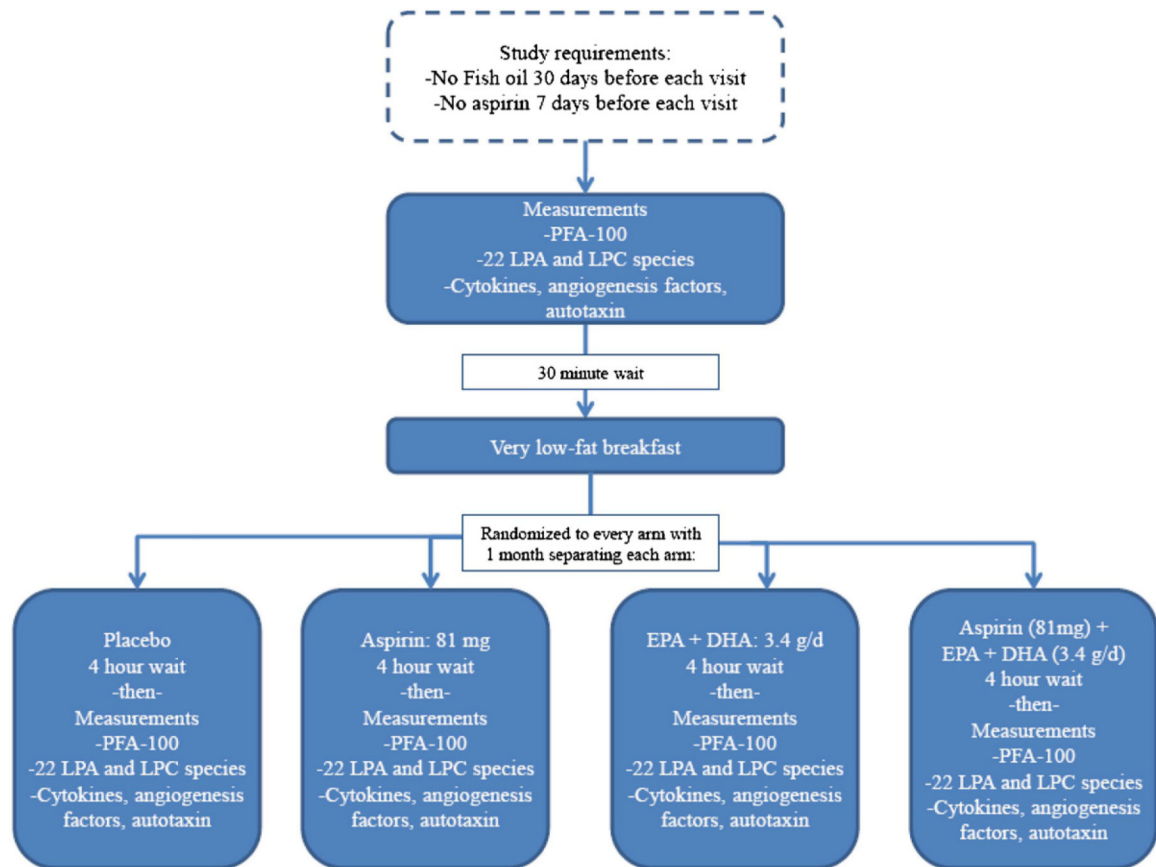 Study requirements:
-No Fish oil 30 days before each visit
-No aspirin 7 days before each visit
Measurements
-PFA-100
-22 LPA and LPC species
-Cytokines, angiogenesis factors,
autotaxin
30 minute wait
Very low-fat breakfast
Randomized to every arm with
1 month separating each arm:
Placebo
4 hour wait
-then-
Measurements
-PFA-100
-22 LPA and LPC species
-Cytokines, angiogenesis
factors, autotaxin
Aspirin: 81 mg
4 hour wait
-then-
Measurements
-PFA-100
-22 LPA and LPC species
-Cytokines, angiogenesis
factors, autotaxin
EPA + DHA: 3.4 g/d
4 hour wait
-then-
Measurements
-PFA-100
-22 LPA and LPC species
-Cytokines, angiogenesis
factors, autotaxin
Aspirin (81mg) +
EPA + DHA (3.4 g/d)
4 hour wait
-then-
Measurements
-PFA-100
-22 LPA and LPC species
-Cytokines, angiogenesis
factors, autotaxin